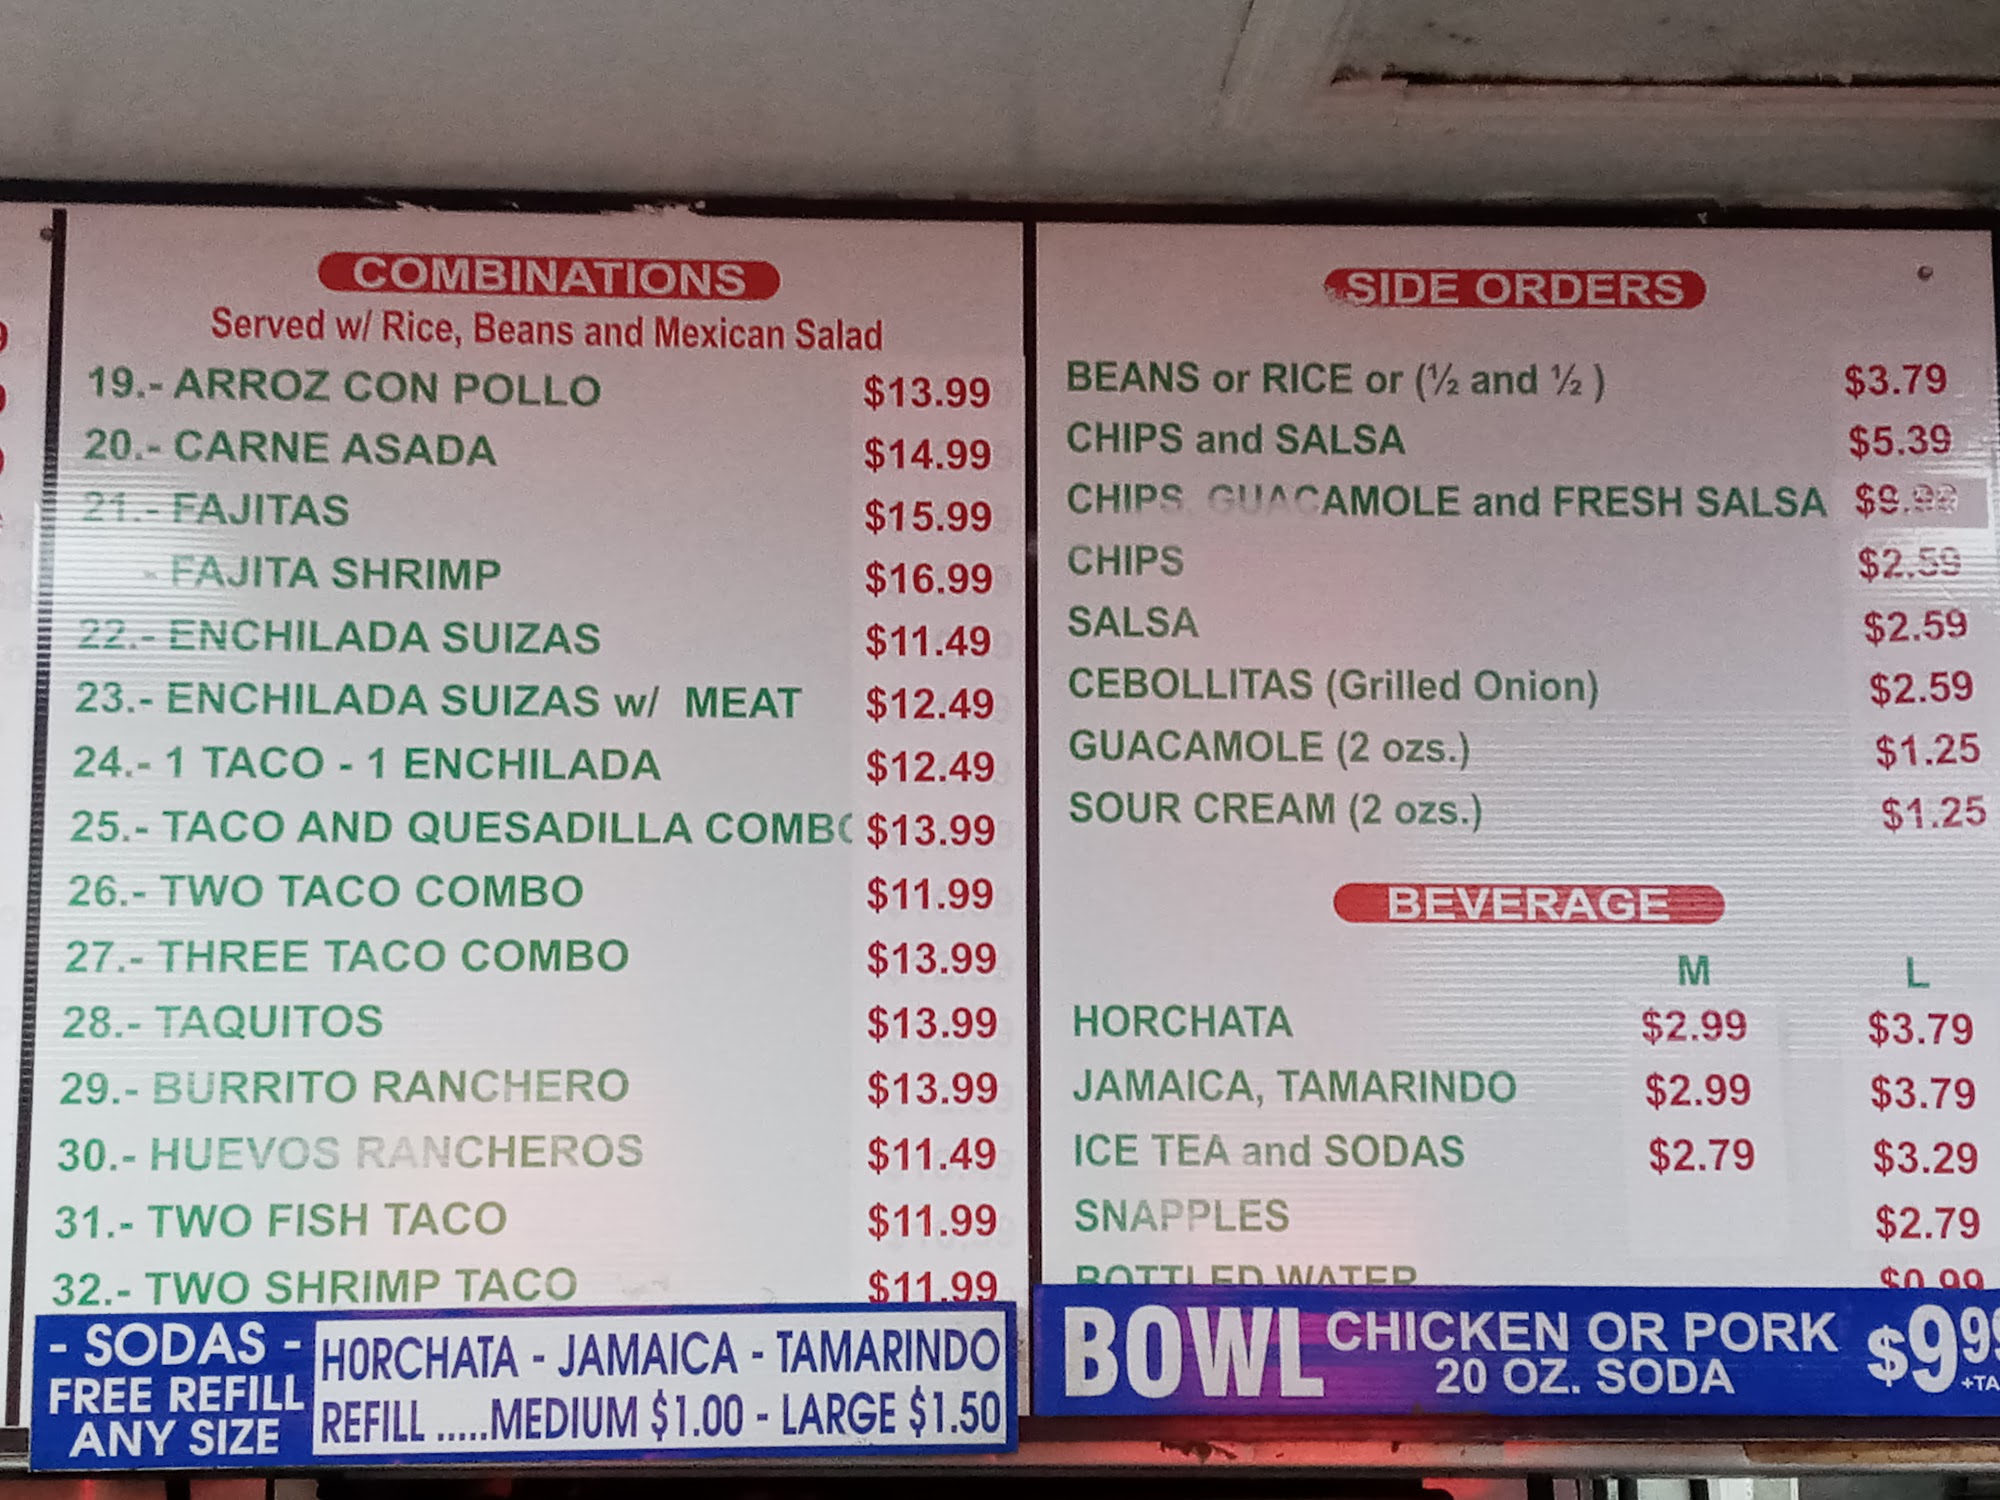 COMBINATIONS
Served w/ Rice, Beans and Mexican Salad
19.- ARROZ CON POLLO $13.99
20.- CARNE ASADA $14.99
21.- FAJITAS $15.99
- FAJITA SHRIMP $16.99
22.- ENCHILADA SUIZAS $11.49
23.- ENCHILADA SUIZAS w/ MEAT $12.49
24.- 1 TACO - 1 ENCHILADA $12.49
25.- TACO AND QUESADILLA COMBO $13.99
26.- TWO TACO COMBO $11.99
27.- THREE TACO COMBO $13.99
28.- TAQUITOS $13.99
29.- BURRITO RANCHERO $13.99
30.- HUEVOS RANCHEROS $11.49
31.- TWO FISH TACO $11.99
32.- TWO SHRIMP TACO $11.99
- SODAS -
FREE REFILL
ANY SIZE
HORCHATA - JAMAICA - TAMARINDO
REFILL .....MEDIUM $1.00 - LARGE $1.50
SIDE ORDERS
BEANS or RICE or (½ and ½ ) $3.79
CHIPS and SALSA $5.39
CHIPS, GUACAMOLE and FRESH SALSA
CHIPS $2.59
SALSA $2.59
CEBOLLITAS (Grilled Onion) $2.59
GUACAMOLE (2 ozs.) $1.25
SOUR CREAM (2 ozs.) $1.25
BEVERAGE
M L
HORCHATA $2.99 $3.79
JAMAICA, TAMARINDO $2.99 $3.79
ICE TEA and SODAS $2.79 $3.29
SNAPPLES $2.79
BOTTLED WATER $0.99
BOWL CHICKEN OR PORK $9.99
20 OZ. SODA +TA